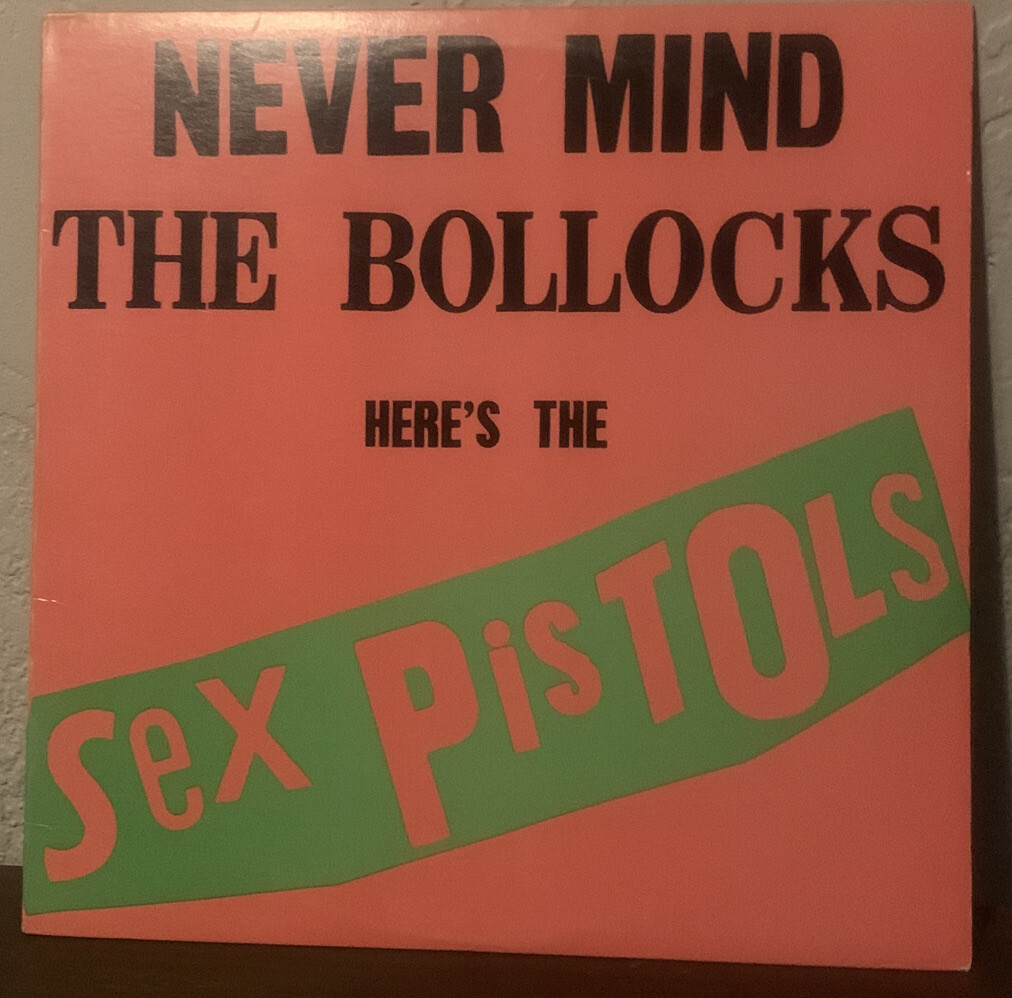 NEVER MIND
THE BOLLOCKS
HERE'S THE
Sex PisTOLS